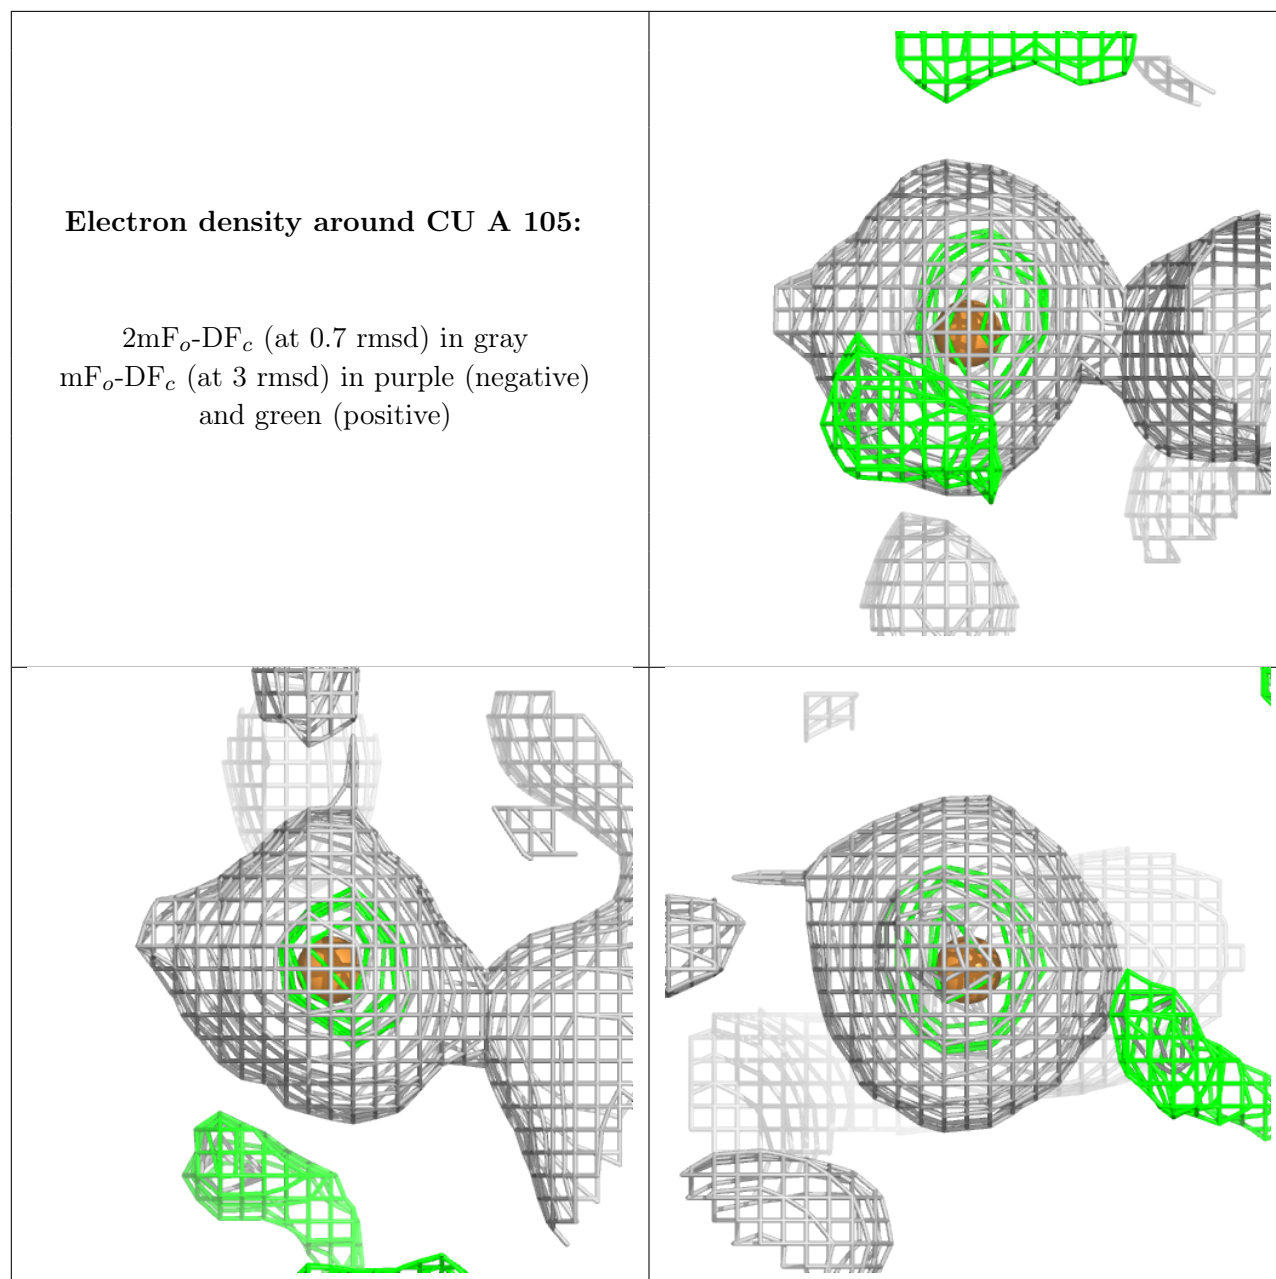 Electron density around CU A 105:
2mFo-DFc (at 0.7 rmsd) in gray
mFo-DFc (at 3 rmsd) in purple (negative)
and green (positive)